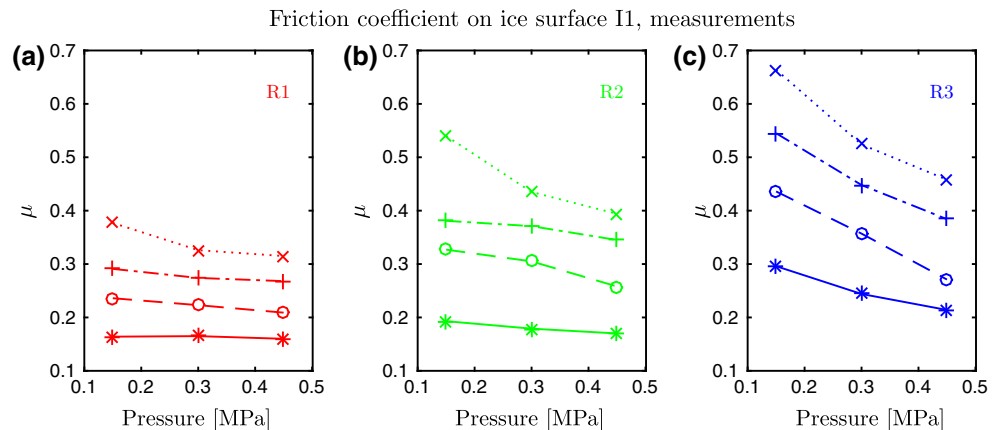 Friction coefficient on ice surface I1, measurements
(a)
0.7
0.6
0.5
0.4
0.3
0.2
0.1
μ
R1
0.1 0.2 0.3 0.4 0.5
Pressure [MPa]
(b)
0.7
0.6
0.5
0.4
0.3
0.2
0.1
μ
R2
0.1 0.2 0.3 0.4 0.5
Pressure [MPa]
(c)
0.7
0.6
0.5
0.4
0.3
0.2
0.1
μ
R3
0.1 0.2 0.3 0.4 0.5
Pressure [MPa]